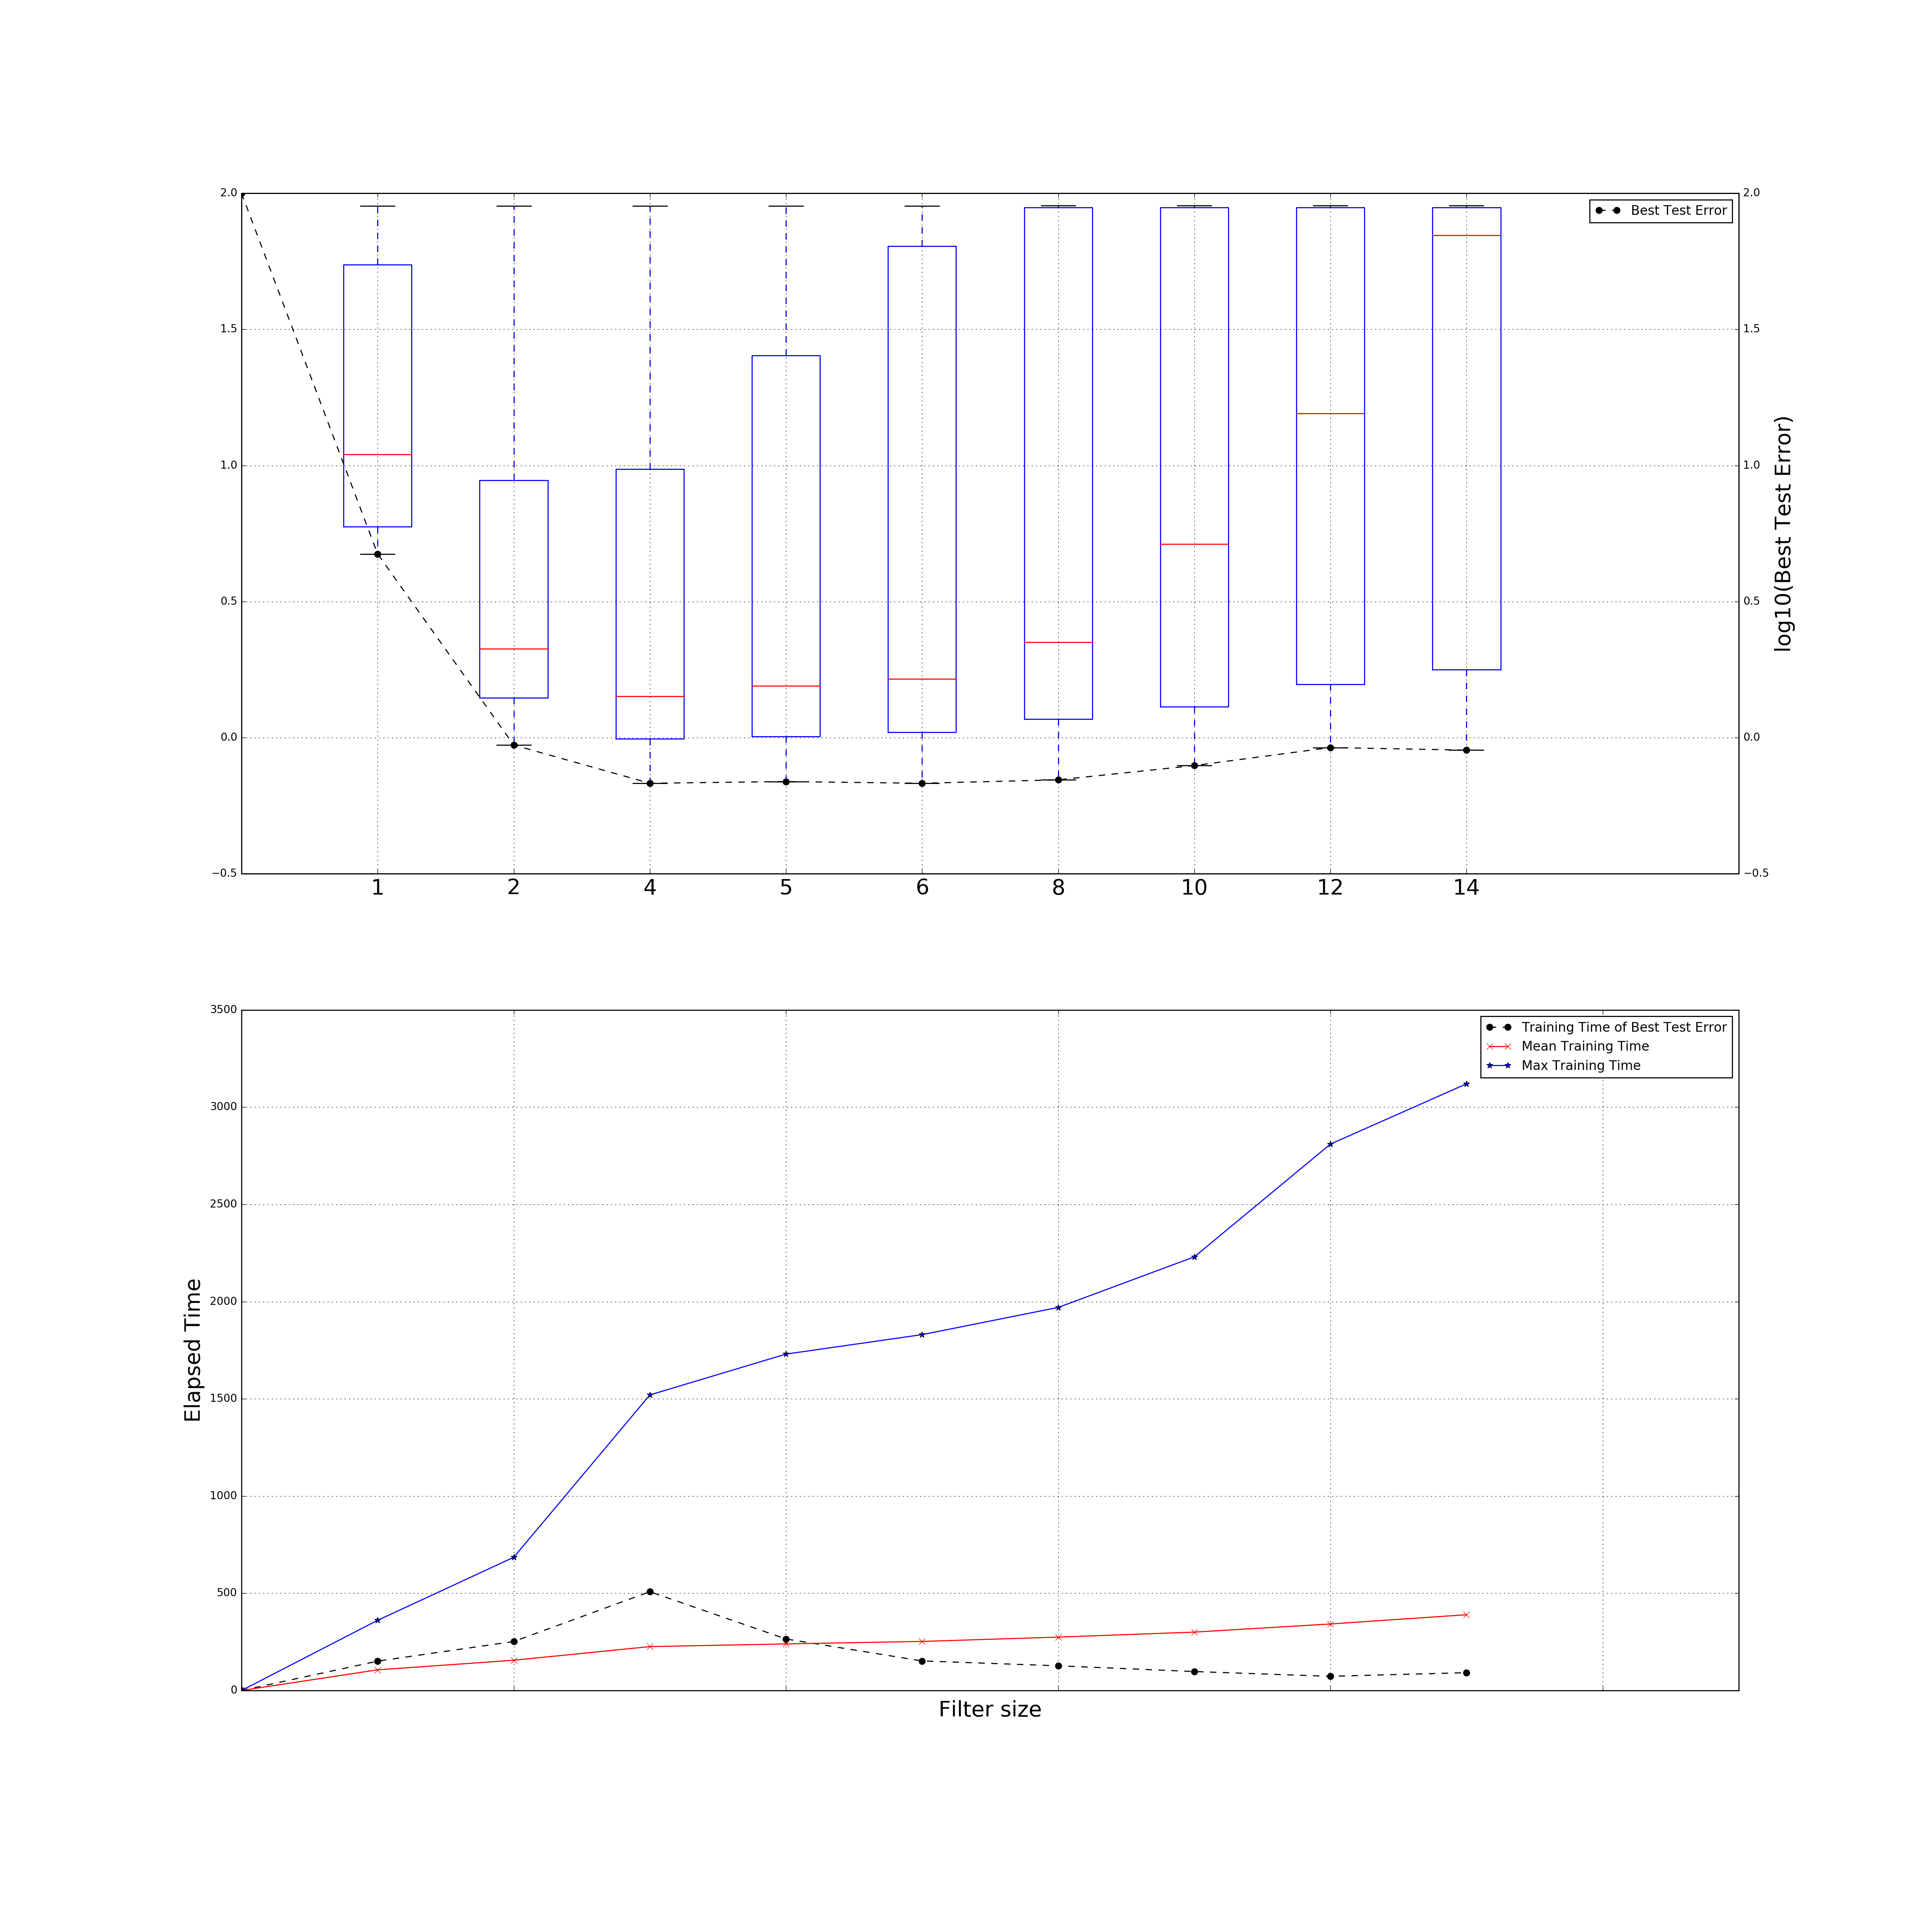 2.0
1.5
1.0
0.5
0.0
−0.5
2.0
1.5
1.0
0.5
0.0
−0.5
log10(Best Test Error)
Best Test Error
1 2 4 5 6 8 10 12 14
3500
3000
2500
2000
1500
1000
500
0
Elapsed Time
Training Time of Best Test Error
Mean Training Time
Max Training Time
Filter size